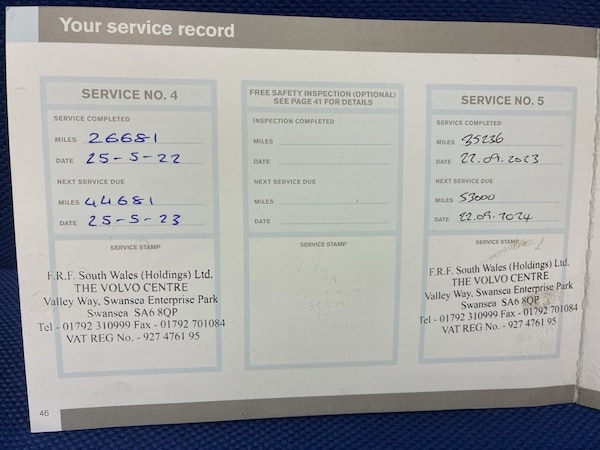 Your service record
SERVICE NO. 4
SERVICE COMPLETED
MILES 26681
DATE 25-5-22
NEXT SERVICE DUE
MILES 44681
DATE 25-5-23
SERVICE STAMP
F.R.F. South Wales (Holdings) Ltd.
THE VOLVO CENTRE
Valley Way, Swansea Enterprise Park
Swansea SA6 8QP
Tel - 01792 310999 Fax - 01792 701084
VAT REG No. - 927 4761 95
FREE SAFETY INSPECTION (OPTIONAL)
SEE PAGE 41 FOR DETAILS
INSPECTION COMPLETED
MILES
DATE
NEXT SERVICE DUE
MILES
DATE
SERVICE STAMP
SERVICE NO. 5
SERVICE COMPLETED
MILES 35236
DATE 22.09.2023
NEXT SERVICE DUE
MILES 53000
DATE 22.09.2024
SERVICE STAMP
F.R.F. South Wales (Holdings) Ltd.
THE VOLVO CENTRE
Valley Way, Swansea Enterprise Park
Swansea SA6 8QP
Tel - 01792 310999 Fax - 01792 701084
VAT REG No. - 927 4761 95
46